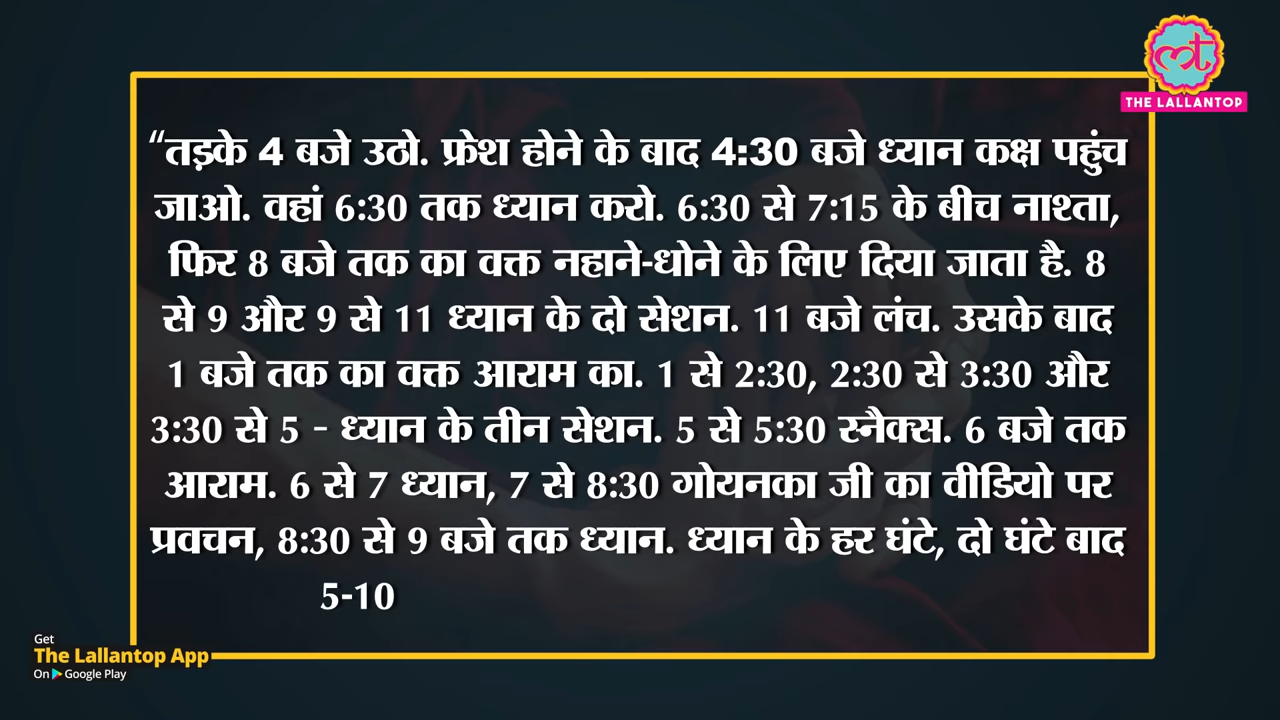 THE LALLANTOP
“तड़के 4 बजे उठो. फ्रेश होने के बाद 4:30 बजे ध्यान कक्ष पहुंच
जाओ. वहां 6:30 तक ध्यान करो. 6:30 से 7:15 के बीच नाश्ता,
फिर 8 बजे तक का वक्त नहाने-धोने के लिए दिया जाता है. 8
से 9 और 9 से 11 ध्यान के दो सेशन. 11 बजे लंच. उसके बाद
1 बजे तक का वक्त आराम का. 1 से 2:30, 2:30 से 3:30 और
3:30 से 5 - ध्यान के तीन सेशन. 5 से 5:30 स्नैक्स. 6 बजे तक
आराम. 6 से 7 ध्यान, 7 से 8:30 गोयनका जी का वीडियो पर
प्रवचन, 8:30 से 9 बजे तक ध्यान. ध्यान के हर घंटे, दो घंटे बाद
5-10
Get
The Lallantop App
On Google Play